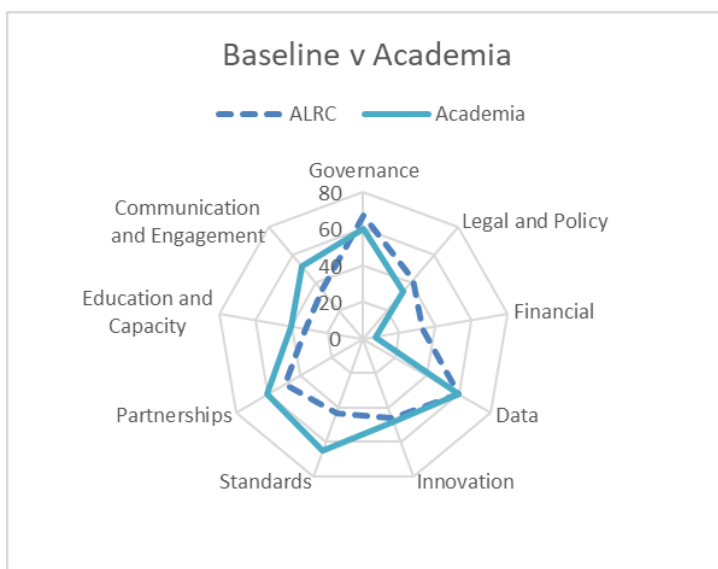 Baseline v Academia
ALRC
Academia
Governance
Legal and Policy
Financial
Data
Innovation
Standards
Partnerships
Education and
Capacity
Communication
and Engagement
80
60
40
20
0